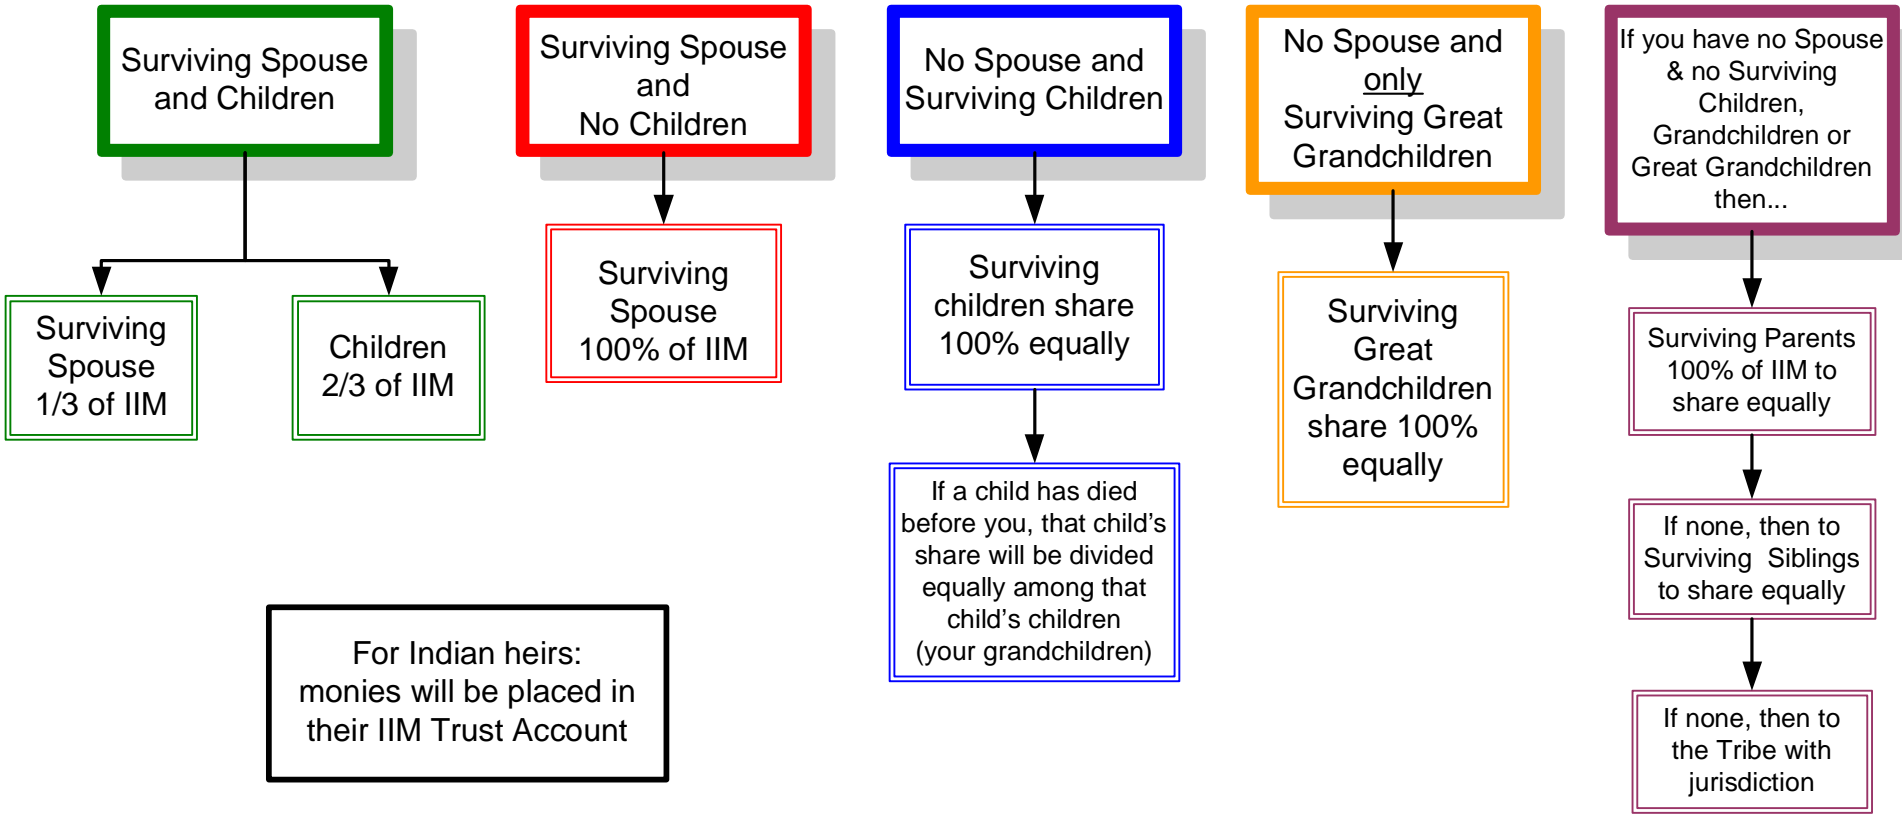 Surviving Spouse
and Children
Surviving
Spouse
1/3 of IIM
Children
2/3 of IIM
Surviving Spouse
and
No Children
Surviving
Spouse
100% of IIM
No Spouse and
Surviving Children
Surviving
children share
100% equally
If a child has died
before you, that child’s
share will be divided
equally among that
child’s children
(your grandchildren)
No Spouse and
only
Surviving Great
Grandchildren
Surviving
Great
Grandchildren
share 100%
equally
If you have no Spouse
& no Surviving
Children,
Grandchildren or
Great Grandchildren
then...
Surviving Parents
100% of IIM to
share equally
If none, then to
Surviving  Siblings
to share equally
If none, then to
the Tribe with
jurisdiction
For Indian heirs:
monies will be placed in
their IIM Trust Account